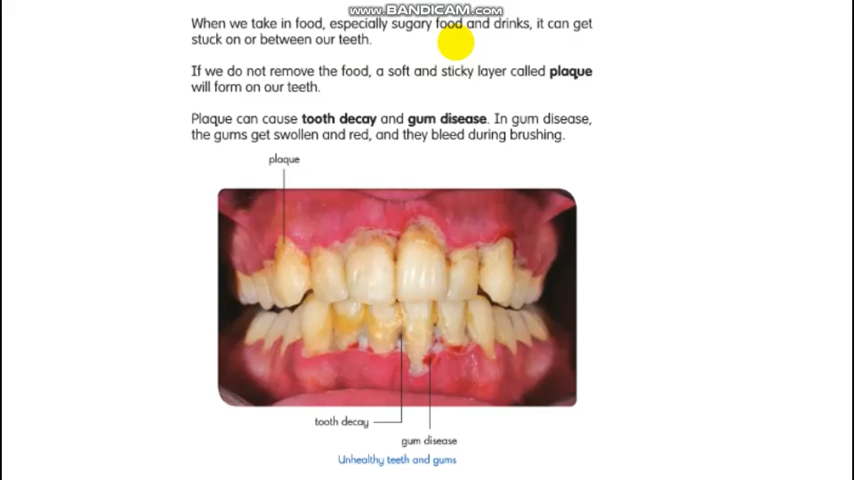 www.BANDICAM.com
When we take in food, especially sugary food and drinks, it can get
stuck on or between our teeth.
If we do not remove the food, a soft and sticky layer called plaque
will form on our teeth.
Plaque can cause tooth decay and gum disease. In gum disease,
the gums get swollen and red, and they bleed during brushing.
plaque
tooth decay
gum disease
Unhealthy teeth and gums